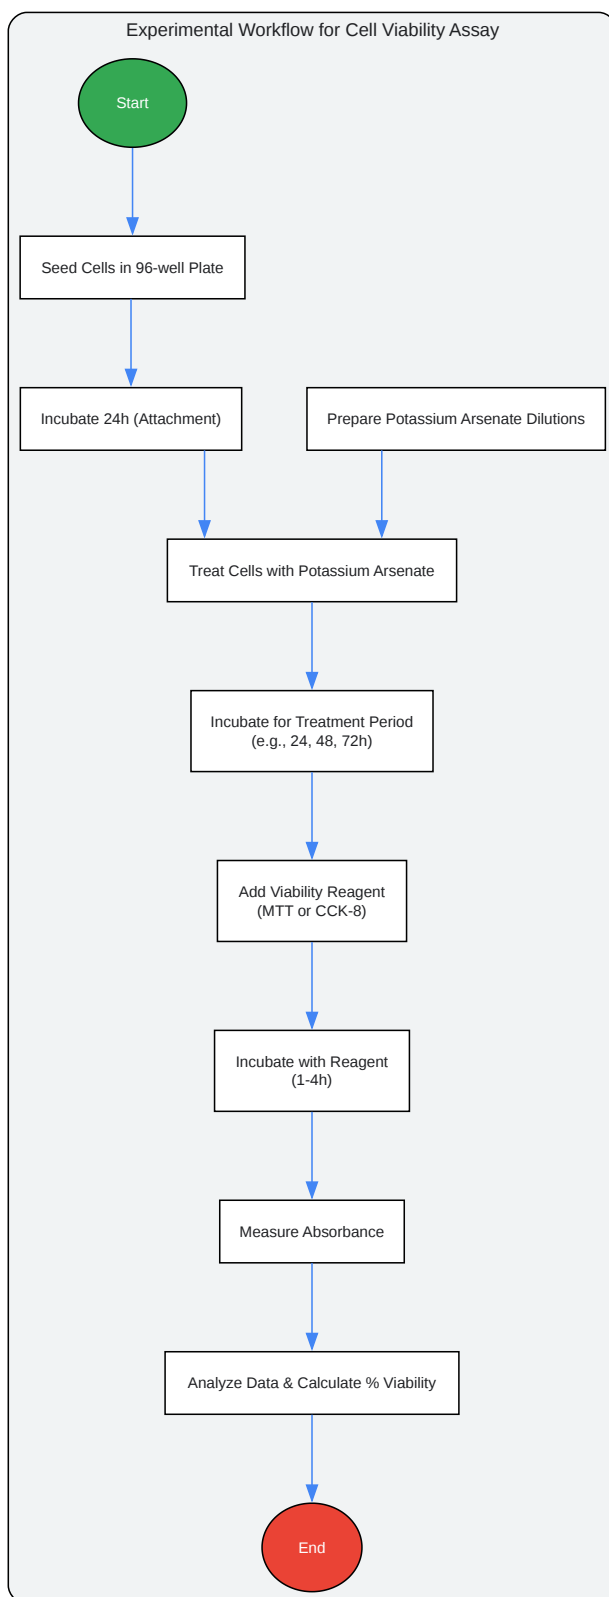 Experimental Workflow for Cell Viability Assay
Start
Seed Cells in 96-well Plate
Incubate 24h (Attachment)
Prepare Potassium Arsenate Dilutions
Treat Cells with Potassium Arsenate
Incubate for Treatment Period
(e.g., 24, 48, 72h)
Add Viability Reagent
(MTT or CCK-8)
Incubate with Reagent
(1-4h)
Measure Absorbance
Analyze Data & Calculate % Viability
End